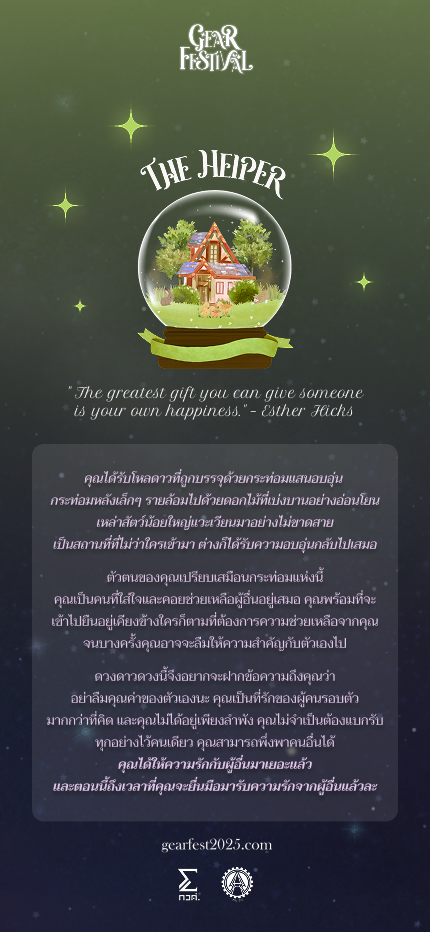 GEAR
FESTIVAL
THE HElPER
" The greatest gift you can give someone
is your own happiness." - Esther Hicks
คุณได้รับโหลดาวที่ถูกบรรจุด้วยกระท่อมแสนอบอุ่น
กระท่อมหลังเล็กๆ รายล้อมไปด้วยดอกไม้ที่เบ่งบานอย่างอ่อนโยน
เหล่าสัตว์น้อยใหญ่แวะเวียนมาอย่างไม่ขาดสาย
เป็นสถานที่ที่ไม่ว่าใครเข้ามา ต่างก็ได้รับความอบอุ่นกลับไปเสมอ
ตัวตนของคุณเปรียบเสมือนกระท่อมแห่งนี้
คุณเป็นคนที่ใส่ใจและคอยช่วยเหลือผู้อื่นอยู่เสมอ คุณพร้อมที่จะ
เข้าไปยืนอยู่เคียงข้างใครก็ตามที่ต้องการความช่วยเหลือจากคุณ
จนบางครั้งคุณอาจจะลืมให้ความสำคัญกับตัวเองไป
ดวงดาวดวงนี้จึงอยากจะฝากข้อความถึงคุณว่า
อย่าลืมคุณค่าของตัวเองนะ คุณเป็นที่รักของผู้คนรอบตัว
มากกว่าที่คิด และคุณไม่ได้อยู่เพียงลำพัง คุณไม่จำเป็นต้องแบกรับ
ทุกอย่างไว้คนเดียว คุณสามารถพึ่งพาคนอื่นได้
คุณได้ให้ความรักกับผู้อื่นมาเยอะแล้ว
และตอนนี้ถึงเวลาที่คุณจะยื่นมือมารับความรักจากผู้อื่นแล้วละ
gearfest2025.com
กวศ.